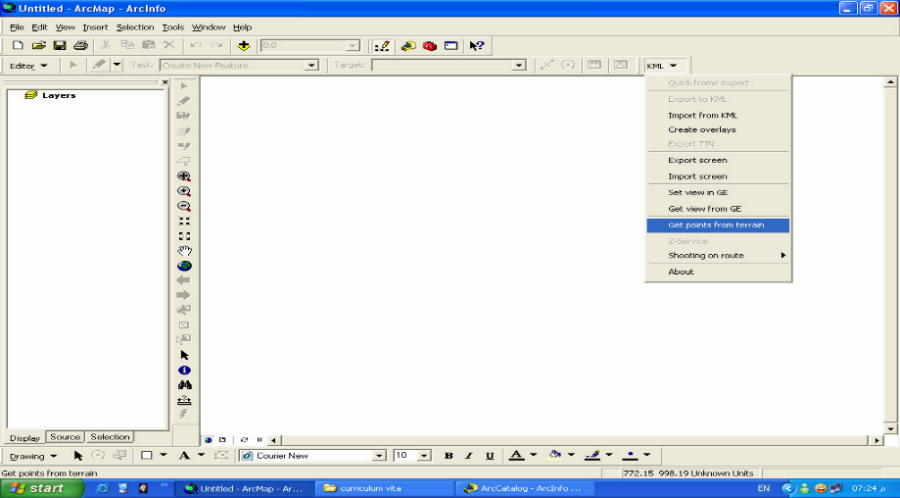 Untitled - ArcMap - ArcInfo
File Edit View Insert Selection Tools Window Help
0.0
Editor Task: Create New Feature Target: KML
Layers
Quick frame export
Export to KML
Import from KML
Create overlays
Export TIN
Export screen
Import screen
Set view in GE
Get view from GE
Get points from terrain
Z-Service
Shooting on route
About
Display Source Selection
Drawing A Courier New 10 B I U A
Get points from terrain 772.15 998.19 Unknown Units
start Untitled - ArcMap - Ar... curriculum vita ArcCatalog - ArcInfo ... EN 07:24 م